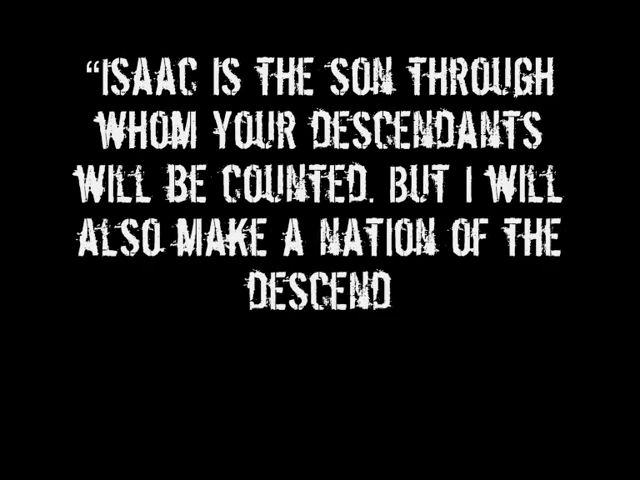 “ISAAC IS THE SON THROUGH
WHOM YOUR DESCENDANTS
WILL BE COUNTED. BUT I WILL
ALSO MAKE A NATION OF THE
DESCEND